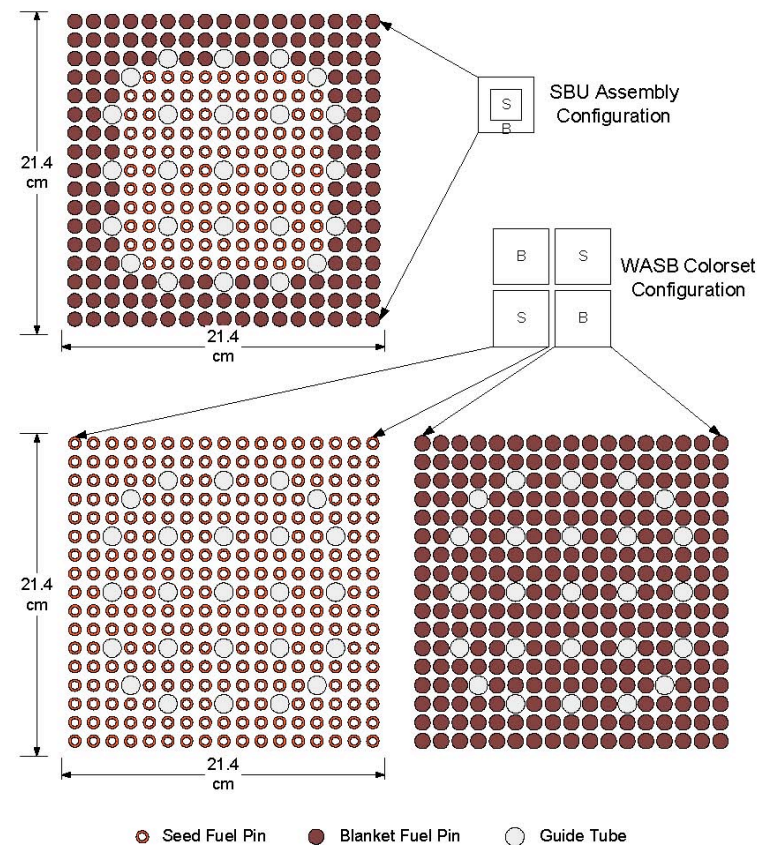 S
B
SBU Assembly
Configuration
21.4
cm
21.4
cm
B
S
S
B
WASB Colorset
Configuration
21.4
cm
21.4
cm
Seed Fuel Pin
Blanket Fuel Pin
Guide Tube